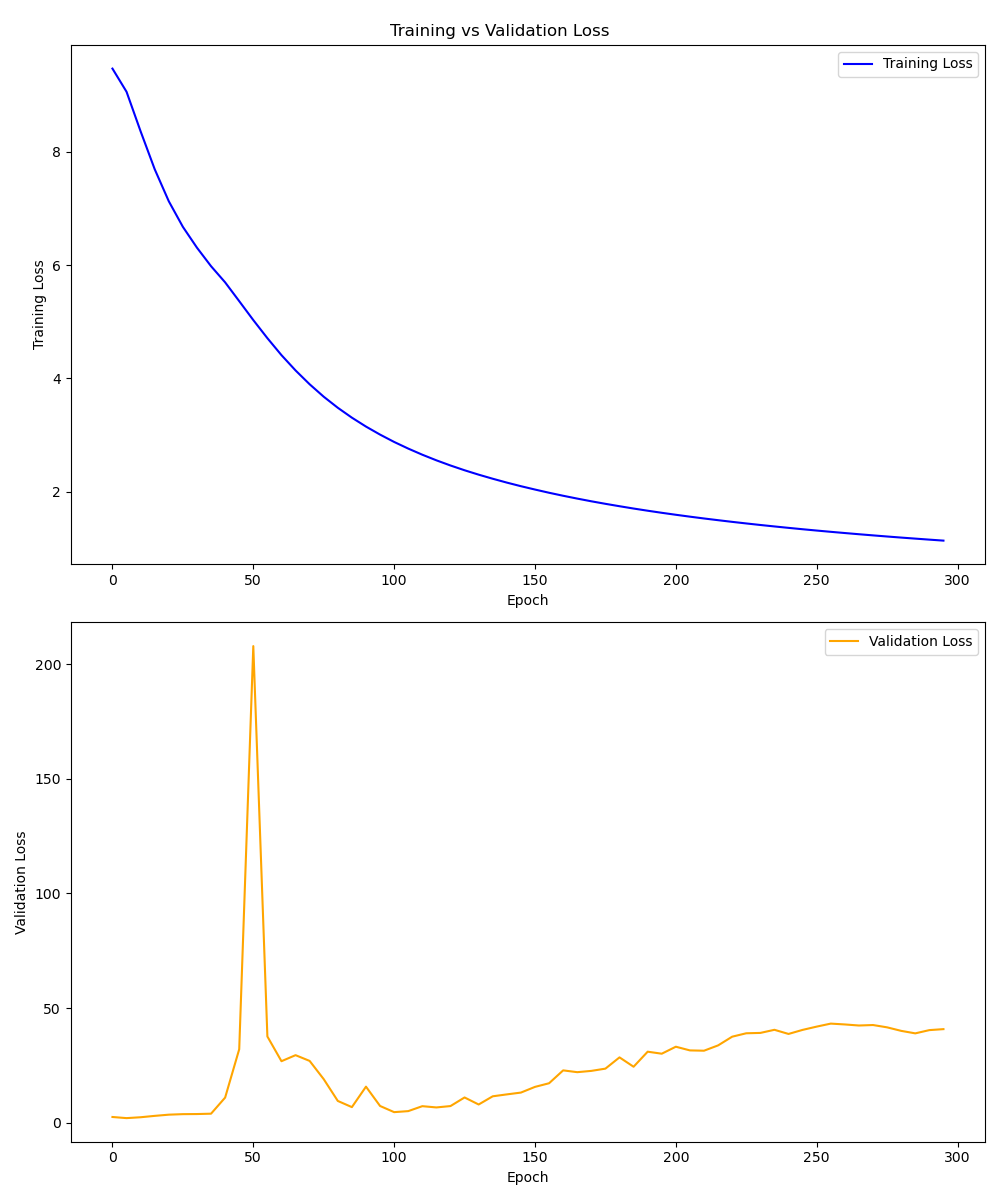 Training vs Validation Loss
Training Loss
8
6
4
2
Training Loss
0 50 100 150 200 250 300
Epoch
Validation Loss
200
150
100
50
0
Validation Loss
0 50 100 150 200 250 300
Epoch